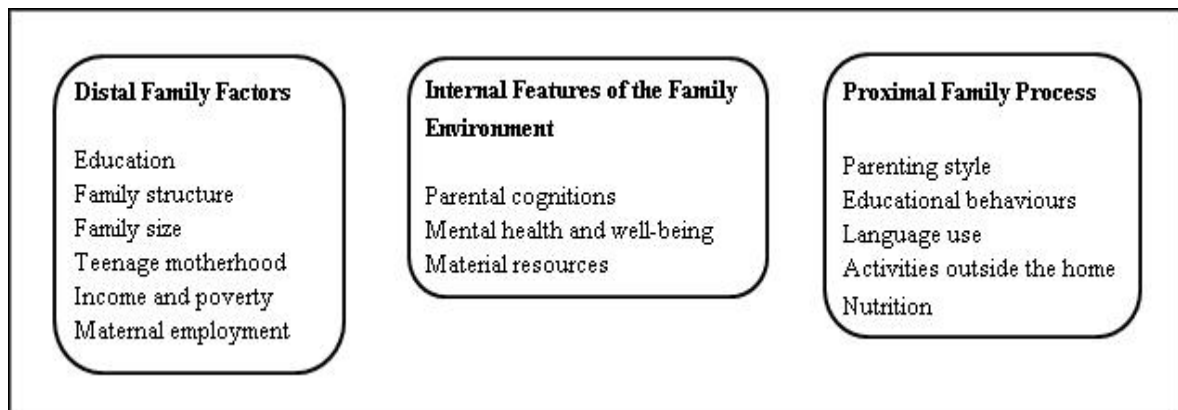 Distal Family Factors
Education
Family structure
Family size
Teenage motherhood
Income and poverty
Maternal employment
Internal Features of the Family
Environment
Parental cognitions
Mental health and well-being
Material resources
Proximal Family Process
Parenting style
Educational behaviours
Language use
Activities outside the home
Nutrition